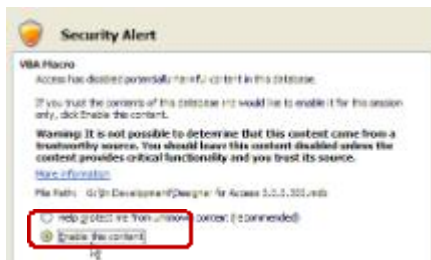 Security Alert
VBA Macro
Access has disabled potentially harmful content in this database.
If you trust the contents of this database and would like to enable it for this session
only, click Enable this content.
Warning: It is not possible to determine that this content came from a
trustworthy source. You should leave this content disabled unless the
content provides critical functionality and you trust its source.
More information
File Path: Designer for Access
Help protect me from unknown content (recommended)
Enable this content